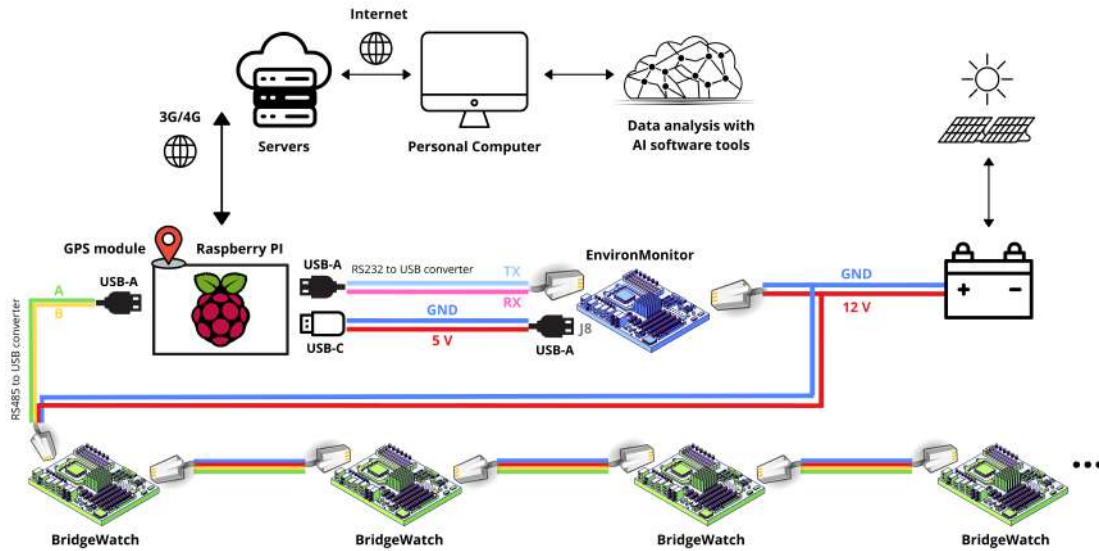 Internet
3G/4G
Servers
Personal Computer
Data analysis with
AI software tools
GPS module
Raspberry PI
USB-A
RS232 to USB converter
TX
EnvironMonitor
USB-A
A
B
RX
GND
12 V
GND
J8
USB-C
5 V
USB-A
RS485 to USB converter
BridgeWatch
BridgeWatch
BridgeWatch
BridgeWatch